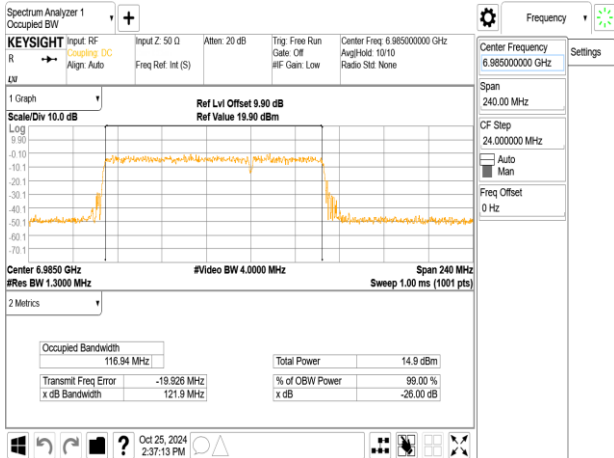 Spectrum Analyzer 1
Occupied BW
+
Frequency
Settings
KEYSIGHT
R
Input: RF
Coupling: DC
Align: Auto
Input Z: 50 Ω
Freq Ref: Int (S)
Atten: 20 dB
Trig: Free Run
Gate: Off
#IF Gain: Low
Center Freq: 6.985000000 GHz
Avg|Hold: 10/10
Radio Std: None
Center Frequency
6.985000000 GHz
Span
240.00 MHz
CF Step
24.000000 MHz
Auto
Man
Freq Offset
0 Hz
1 Graph
Scale/Div 10.0 dB
Ref Lvl Offset 9.90 dB
Ref Value 19.90 dBm
Log
9.90
-0.10
-10.1
-20.1
-30.1
-40.1
-50.1
-60.1
-70.1
Center 6.9850 GHz
#Res BW 1.3000 MHz
#Video BW 4.0000 MHz
Span 240 MHz
Sweep 1.00 ms (1001 pts)
2 Metrics
Occupied Bandwidth
116.94 MHz
Total Power 14.9 dBm
Transmit Freq Error -19.926 MHz
% of OBW Power 99.00 %
x dB Bandwidth 121.9 MHz
x dB -26.00 dB
?
Oct 25, 2024
2:37:13 PM